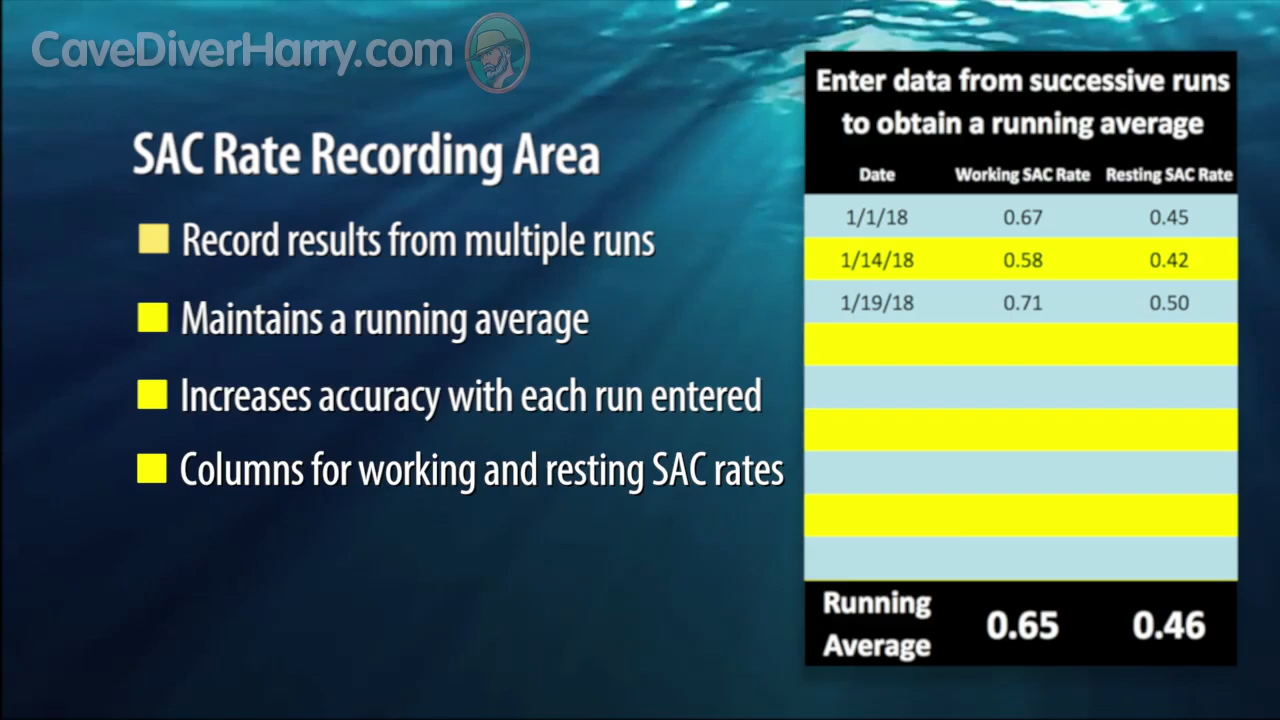 CaveDiverHarry.com
SAC Rate Recording Area
Record results from multiple runs
Maintains a running average
Increases accuracy with each run entered
Columns for working and resting SAC rates
Enter data from successive runs
to obtain a running average
Date Working SAC Rate Resting SAC Rate
1/1/18 0.67 0.45
1/14/18 0.58 0.42
1/19/18 0.71 0.50
Running
Average 0.65 0.46